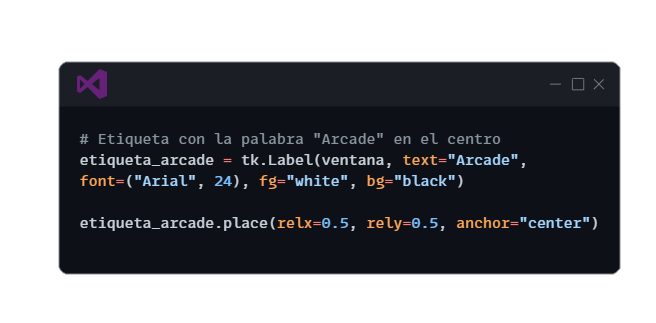 # Etiqueta con la palabra "Arcade" en el centro
etiqueta_arcade = tk.Label(ventana, text="Arcade",
font=("Arial", 24), fg="white", bg="black")
etiqueta_arcade.place(relx=0.5, rely=0.5, anchor="center")